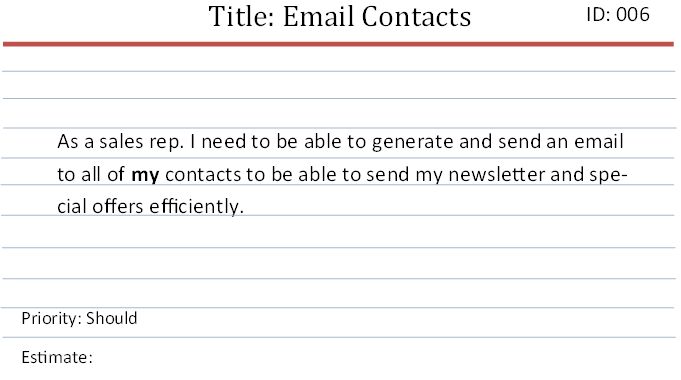 Title: Email Contacts
ID: 006
As a sales rep. I need to be able to generate and send an email
to all of my contacts to be able to send my newsletter and spe-
cial offers efficiently.
Priority: Should
Estimate: